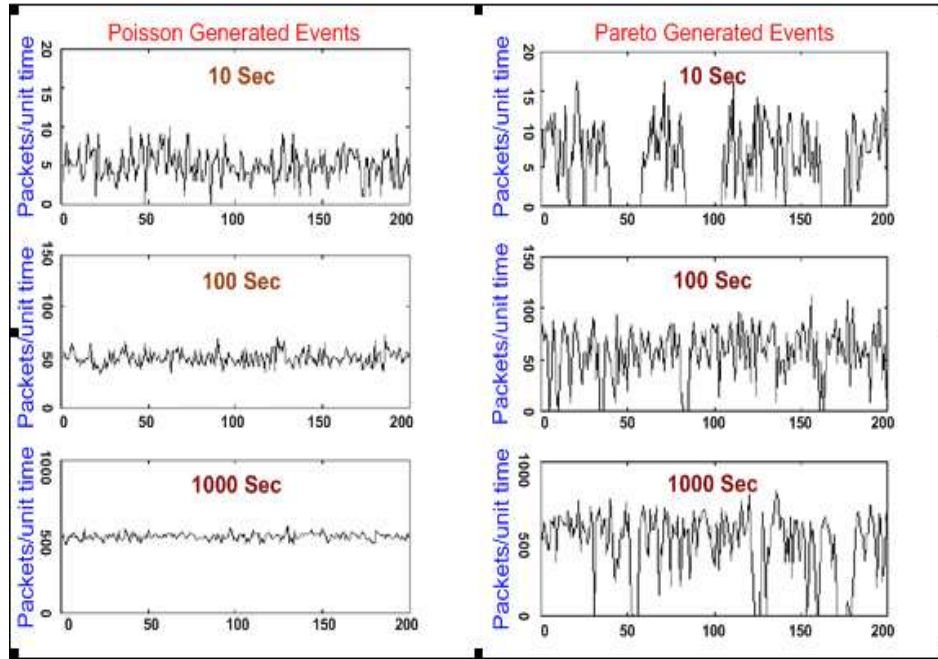 Poisson Generated Events
Packets/unit time
20
15
10
5
0
10 Sec
0 50 100 150 200
Packets/unit time
150
100
50
0
100 Sec
0 50 100 150 200
Packets/unit time
1000
500
0
1000 Sec
0 50 100 150 200
Pareto Generated Events
Packets/unit time
20
15
10
5
0
10 Sec
0 50 100 150 200
Packets/unit time
150
100
50
0
100 Sec
0 50 100 150 200
Packets/unit time
1000
500
0
1000 Sec
0 50 100 150 200